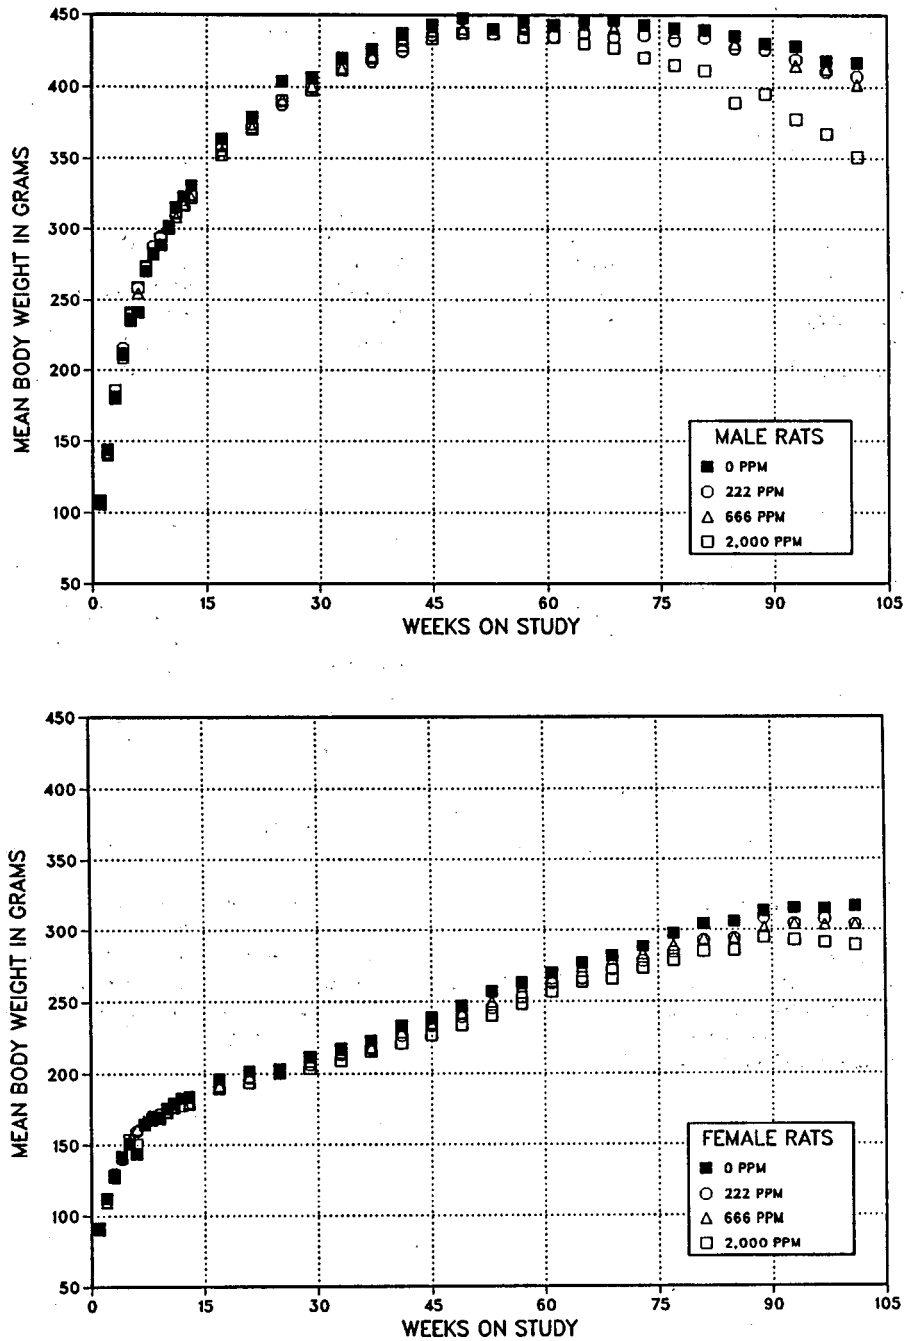 450
400
350
300
250
200
150
100
50
MEAN BODY WEIGHT IN GRAMS
MALE RATS
0 PPM
222 PPM
666 PPM
2,000 PPM
0 15 30 45 60 75 90 105
WEEKS ON STUDY
450
400
350
300
250
200
150
100
50
MEAN BODY WEIGHT IN GRAMS
FEMALE RATS
0 PPM
222 PPM
666 PPM
2,000 PPM
0 15 30 45 60 75 90 105
WEEKS ON STUDY